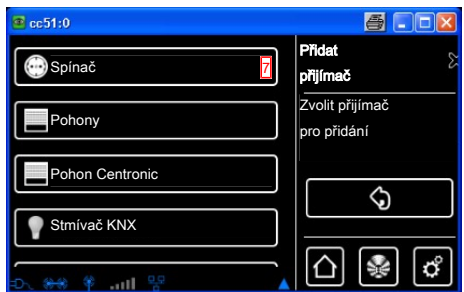 cc51:0
Spínač
7
Pohony
Pohon Centronic
Stmívač KNX
Přidat
přijímač
Zvolit přijímač
pro přidání